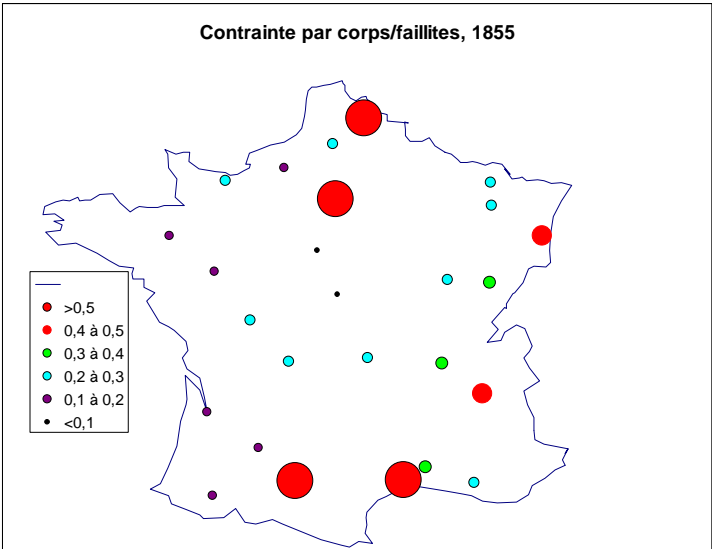 Contrainte par corps/faillites, 1855
>0,5
0,4 à 0,5
0,3 à 0,4
0,2 à 0,3
0,1 à 0,2
<0,1